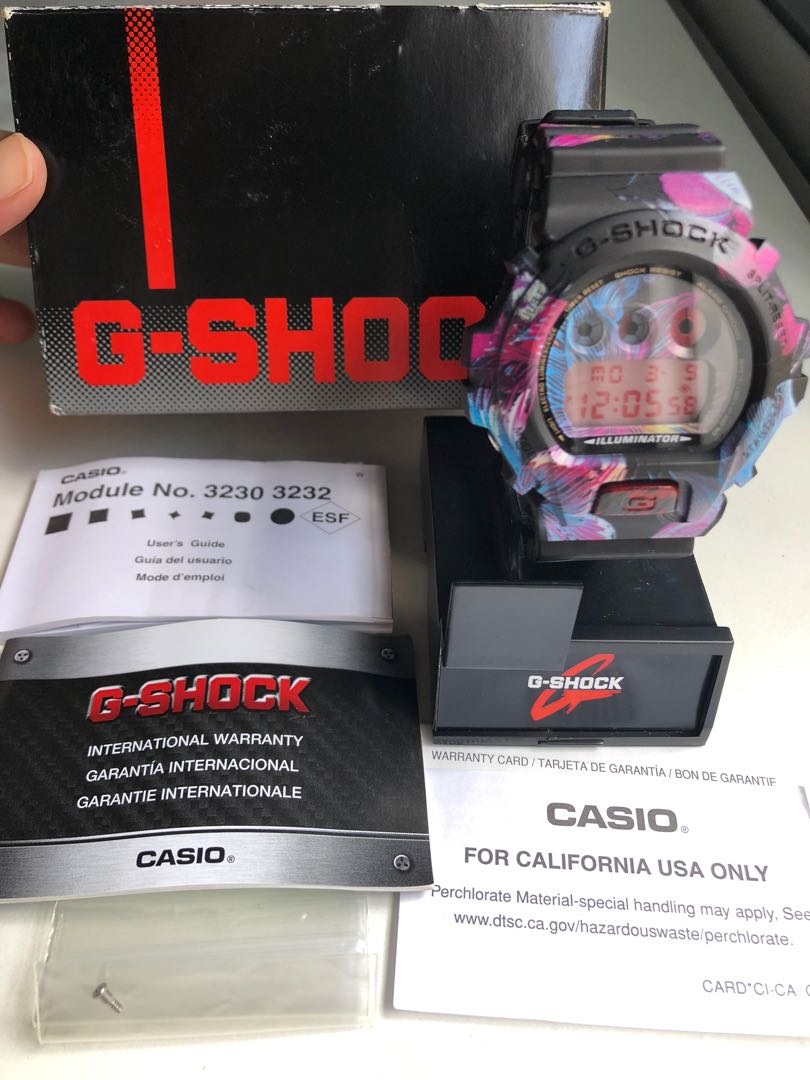 G-SHOC
G-SHOCK
SHOCK RESIST
MO 3- 9
12:05 58
LIGHT
ILLUMINATOR
G
CASIO®
Module No. 3230 3232
ESF
User's Guide
Guía del usuario
Mode d'emploi
G-SHOCK
INTERNATIONAL WARRANTY
GARANTÍA INTERNACIONAL
GARANTIE INTERNATIONALE
CASIO®
G-SHOCK
WARRANTY CARD / TARJETA DE GARANTÍA / BON DE GARANTIF
CASIO®
FOR CALIFORNIA USA ONLY
Perchlorate Material-special handling may apply, See
www.dtsc.ca.gov/hazardouswaste/perchlorate.
CARD*CI-CA